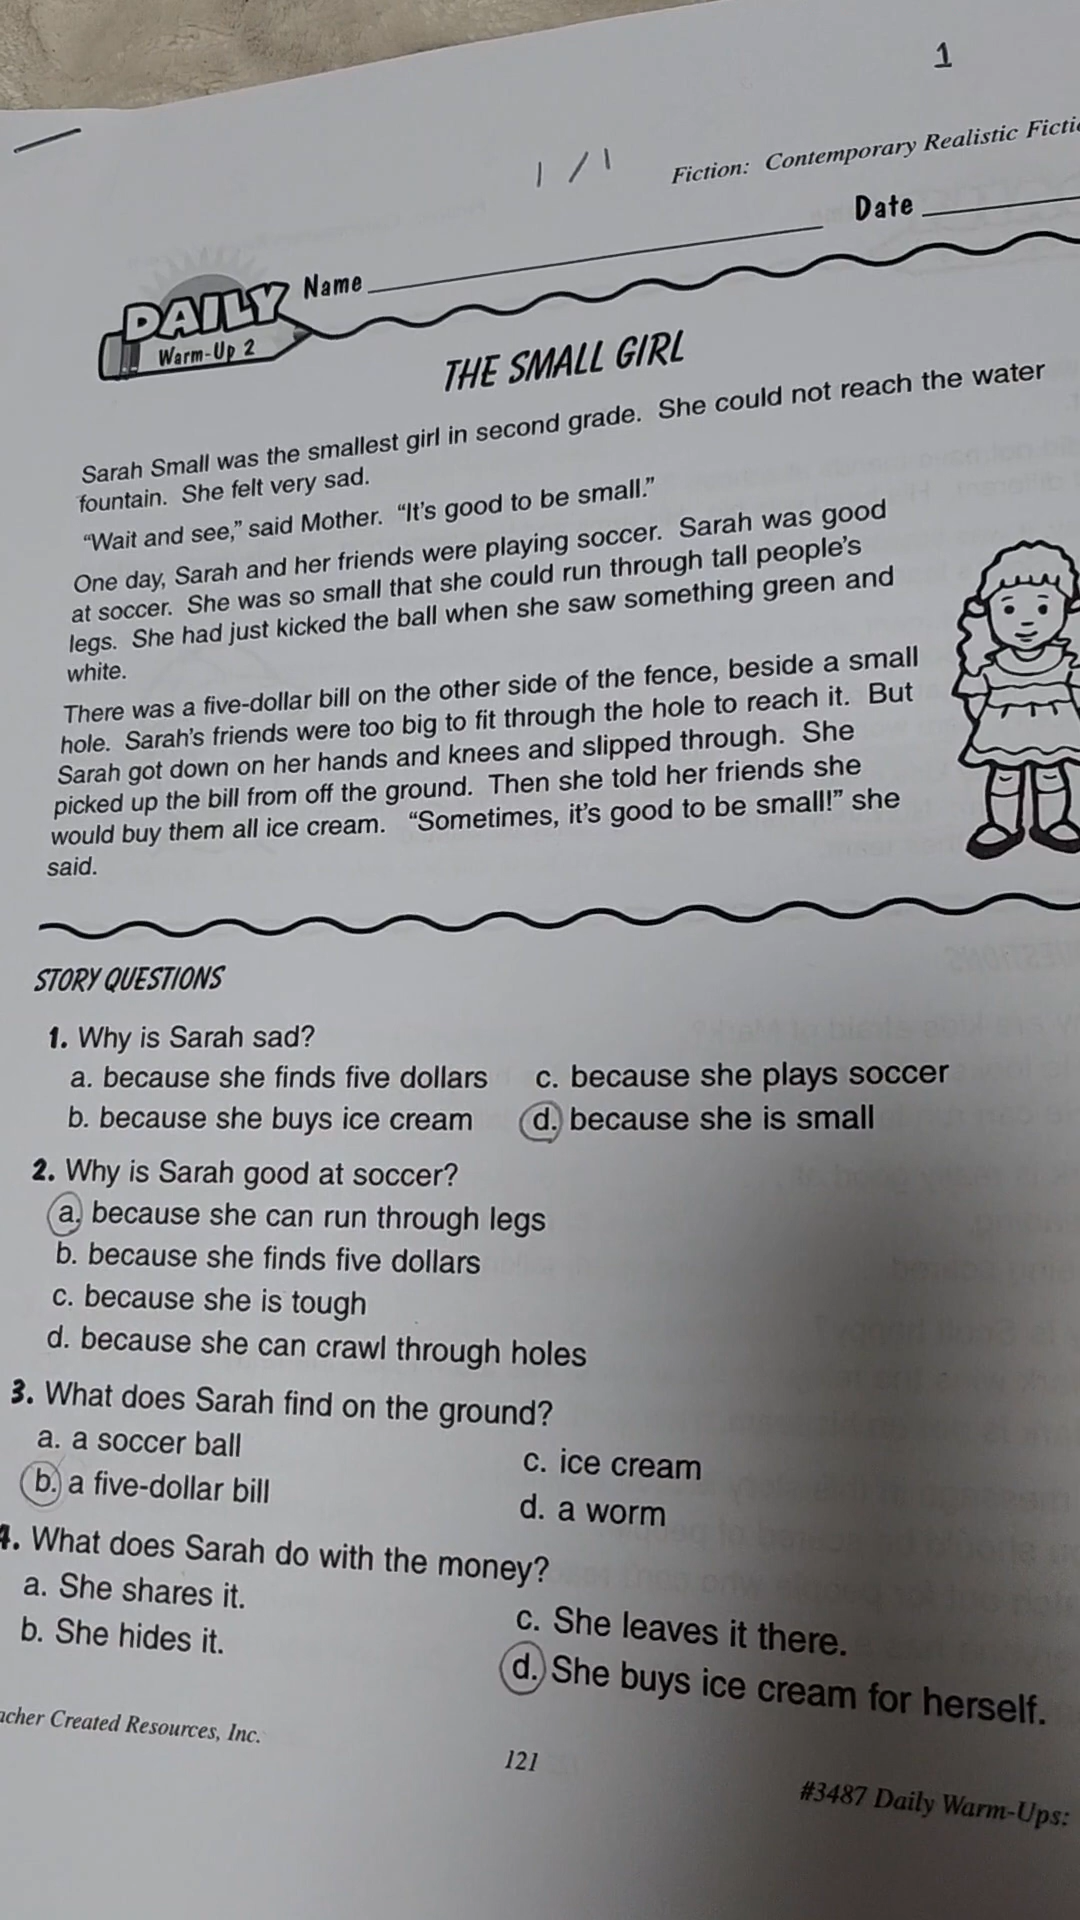 1
1 / 1
Fiction: Contemporary Realistic
Date
Name
DAILY
Warm-Up 2
THE SMALL GIRL
Sarah Small was the smallest girl in second grade. She could not reach the water
fountain. She felt very sad.
“Wait and see,” said Mother. “It’s good to be small.”
One day, Sarah and her friends were playing soccer. Sarah was good
at soccer. She was so small that she could run through tall people’s
legs. She had just kicked the ball when she saw something green and
white.
There was a five-dollar bill on the other side of the fence, beside a small
hole. Sarah’s friends were too big to fit through the hole to reach it. But
Sarah got down on her hands and knees and slipped through. She
picked up the bill from off the ground. Then she told her friends she
would buy them all ice cream. “Sometimes, it’s good to be small!” she
said.
STORY QUESTIONS
1. Why is Sarah sad?
a. because she finds five dollars c. because she plays soccer
b. because she buys ice cream d. because she is small
2. Why is Sarah good at soccer?
a. because she can run through legs
b. because she finds five dollars
c. because she is tough
d. because she can crawl through holes
3. What does Sarah find on the ground?
a. a soccer ball c. ice cream
b. a five-dollar bill d. a worm
4. What does Sarah do with the money?
a. She shares it. c. She leaves it there.
b. She hides it. d. She buys ice cream for herself.
Created Resources, Inc.
121
#3487 Daily Warm-Ups: